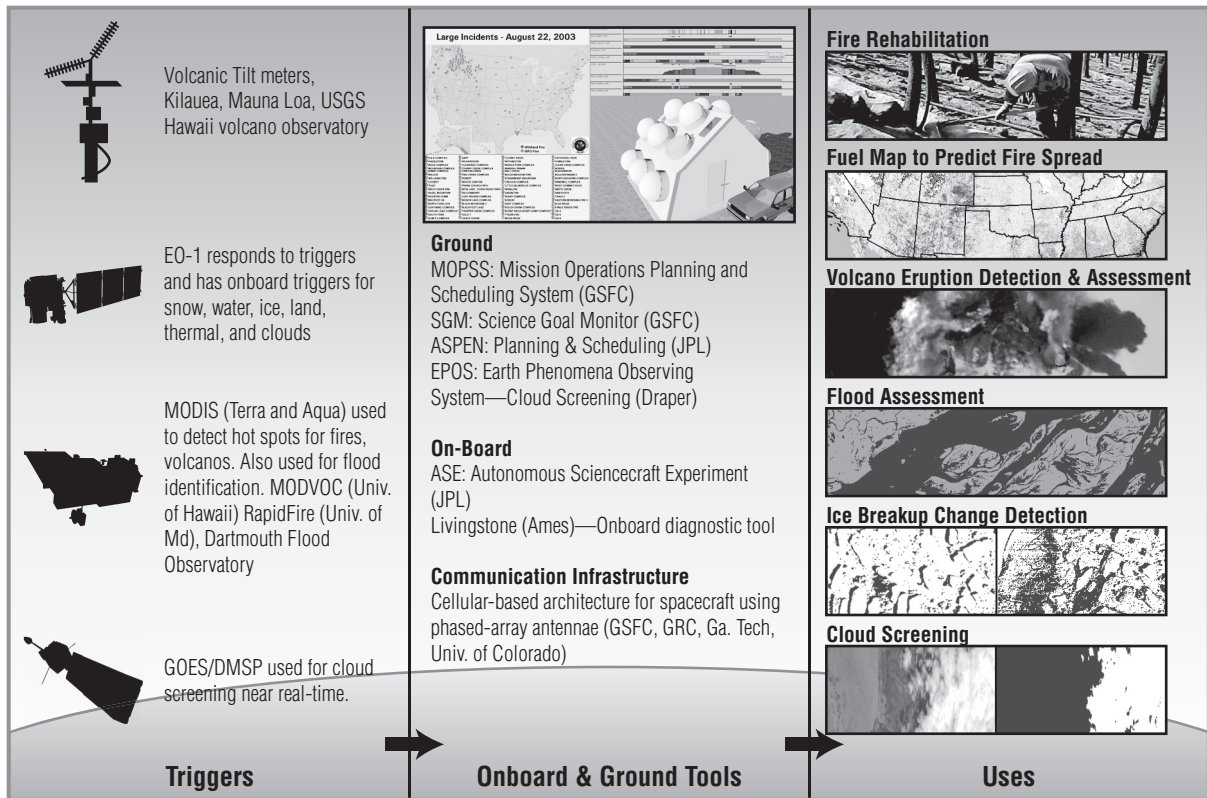 Volcanic Tilt meters,
Kilauea, Mauna Loa, USGS
Hawaii volcano observatory
EO-1 responds to triggers
and has onboard triggers for
snow, water, ice, land,
thermal, and clouds
MODIS (Terra and Aqua) used
to detect hot spots for fires,
volcanos. Also used for flood
identification. MODVOC (Univ.
of Hawaii) RapidFire (Univ. of
Md), Dartmouth Flood
Observatory
GOES/DMSP used for cloud
screening near real-time.
Triggers
Large Incidents - August 22, 2003
Ground
MOPSS: Mission Operations Planning and
Scheduling System (GSFC)
SGM: Science Goal Monitor (GSFC)
ASPEN: Planning & Scheduling (JPL)
EPOS: Earth Phenomena Observing
System—Cloud Screening (Draper)
On-Board
ASE: Autonomous Sciencecraft Experiment
(JPL)
Livingstone (Ames)—Onboard diagnostic tool
Communication Infrastructure
Cellular-based architecture for spacecraft using
phased-array antennae (GSFC, GRC, Ga. Tech,
Univ. of Colorado)
Onboard & Ground Tools
Fire Rehabilitation
Fuel Map to Predict Fire Spread
Volcano Eruption Detection & Assessment
Flood Assessment
Ice Breakup Change Detection
Cloud Screening
Uses